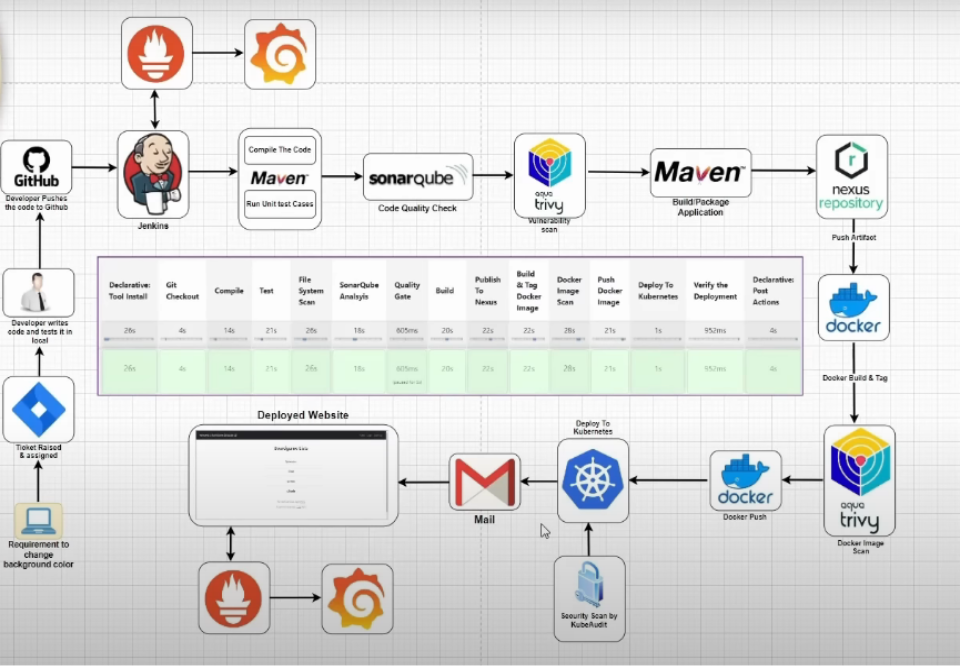 GitHub
Developer Pushes
the code to Github
Jenkins
Compile The Code
Maven™
Run Unit test Cases
sonarQube
Code Quality Check
aqua
trivy
Vulnerability
scan
Maven™
Build/Package
Application
nexus
repository
Push Artifact
docker
Docker Build & Tag
aqua
trivy
Docker Image
Scan
docker
Docker Push
Deploy To
Kubernetes
Security Scan by
KubeAudit
Mail
Deployed Website
Developer writes
code and tests it in
local
Ticket Raised
& assigned
Requirement to
change
background color
Declarative:
Tool Install
Git
Checkout
Compile
Test
File
System
Scan
SonarQube
Analsyis
Quality
Gate
Build
Publish
To
Nexus
Build
& Tag
Docker
Image
Docker
Image
Scan
Push
Docker
Image
Deploy To
Kubernetes
Verify the
Deployment
Declarative:
Post
Actions
26s 4s 14s 21s 26s 18s 605ms 20s 22s 22s 28s 21s 1s 952ms 4s
26s 4s 14s 21s 26s 18s 605ms 20s 22s 22s 28s 21s 1s 952ms 4s